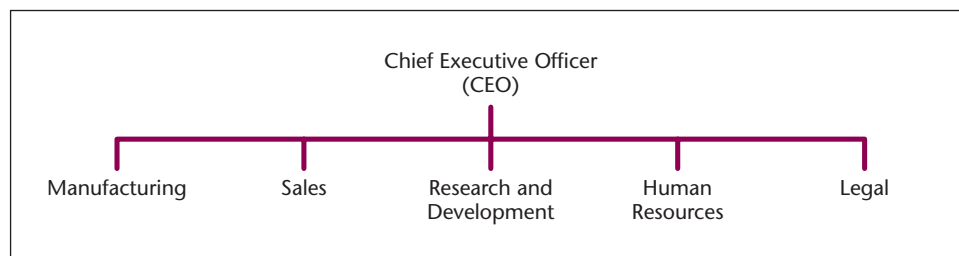 Chief Executive Officer
(CEO)
Manufacturing
Sales
Research and
Development
Human
Resources
Legal